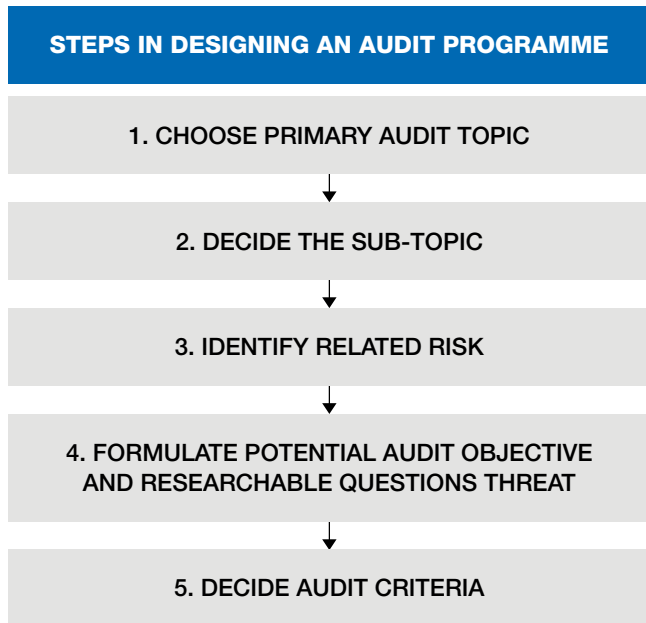 STEPS IN DESIGNING AN AUDIT PROGRAMME
1. CHOOSE PRIMARY AUDIT TOPIC
2. DECIDE THE SUB-TOPIC
3. IDENTIFY RELATED RISK
4. FORMULATE POTENTIAL AUDIT OBJECTIVE
AND RESEARCHABLE QUESTIONS THREAT
5. DECIDE AUDIT CRITERIA